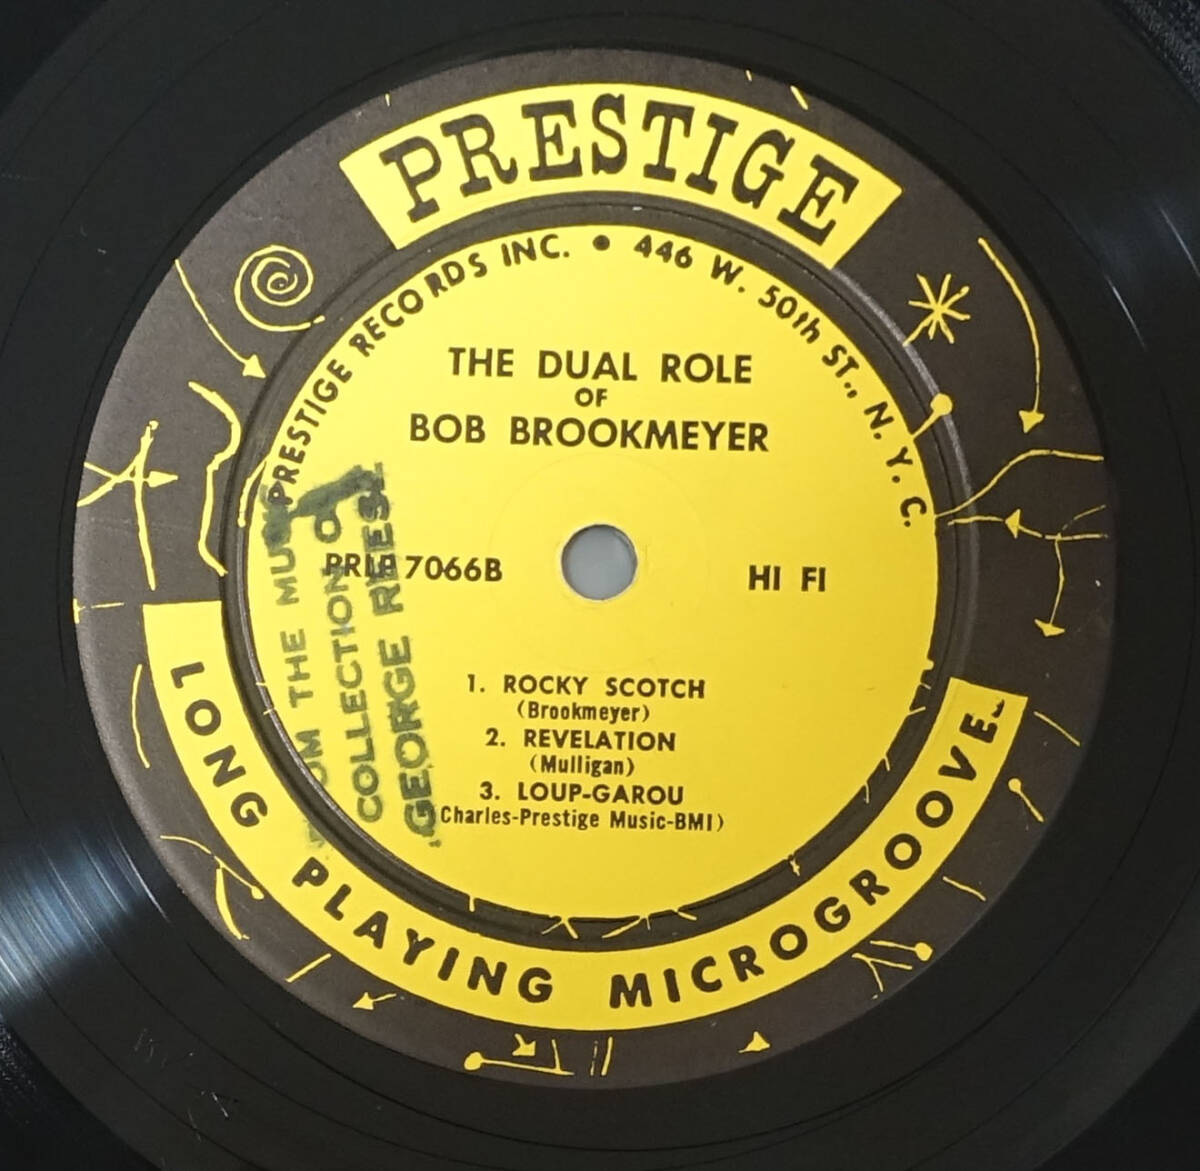 PRESTIGE
PRESTIGE RECORDS INC. • 446 W. 50th ST., N. Y. C.
THE DUAL ROLE
OF
BOB BROOKMEYER
PRLP 7066B
HI FI
1. ROCKY SCOTCH
(Brookmeyer)
2. REVELATION
(Mulligan)
3. LOUP-GAROU
Charles-Prestige Music-BMI)
THE
COLLECTION
GEORGE
LONG PLAYING MICROGROOVE